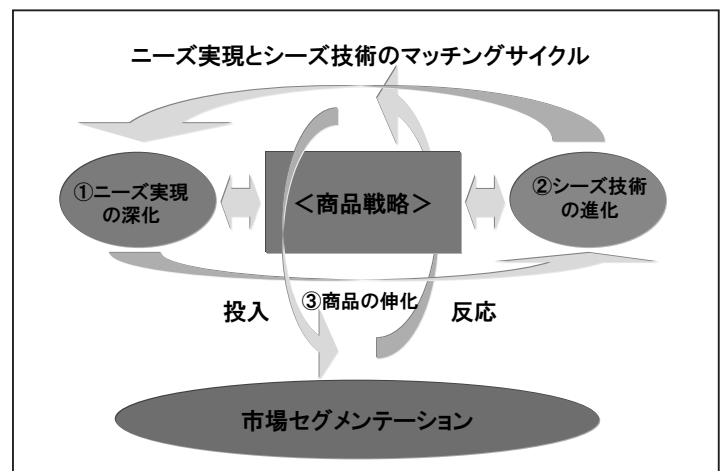 ニーズ実現とシーズ技術のマッチングサイクル
①ニーズ実現
の深化
＜商品戦略＞
②シーズ技術
の進化
③商品の伸化
投入
反応
市場セグメンテーション